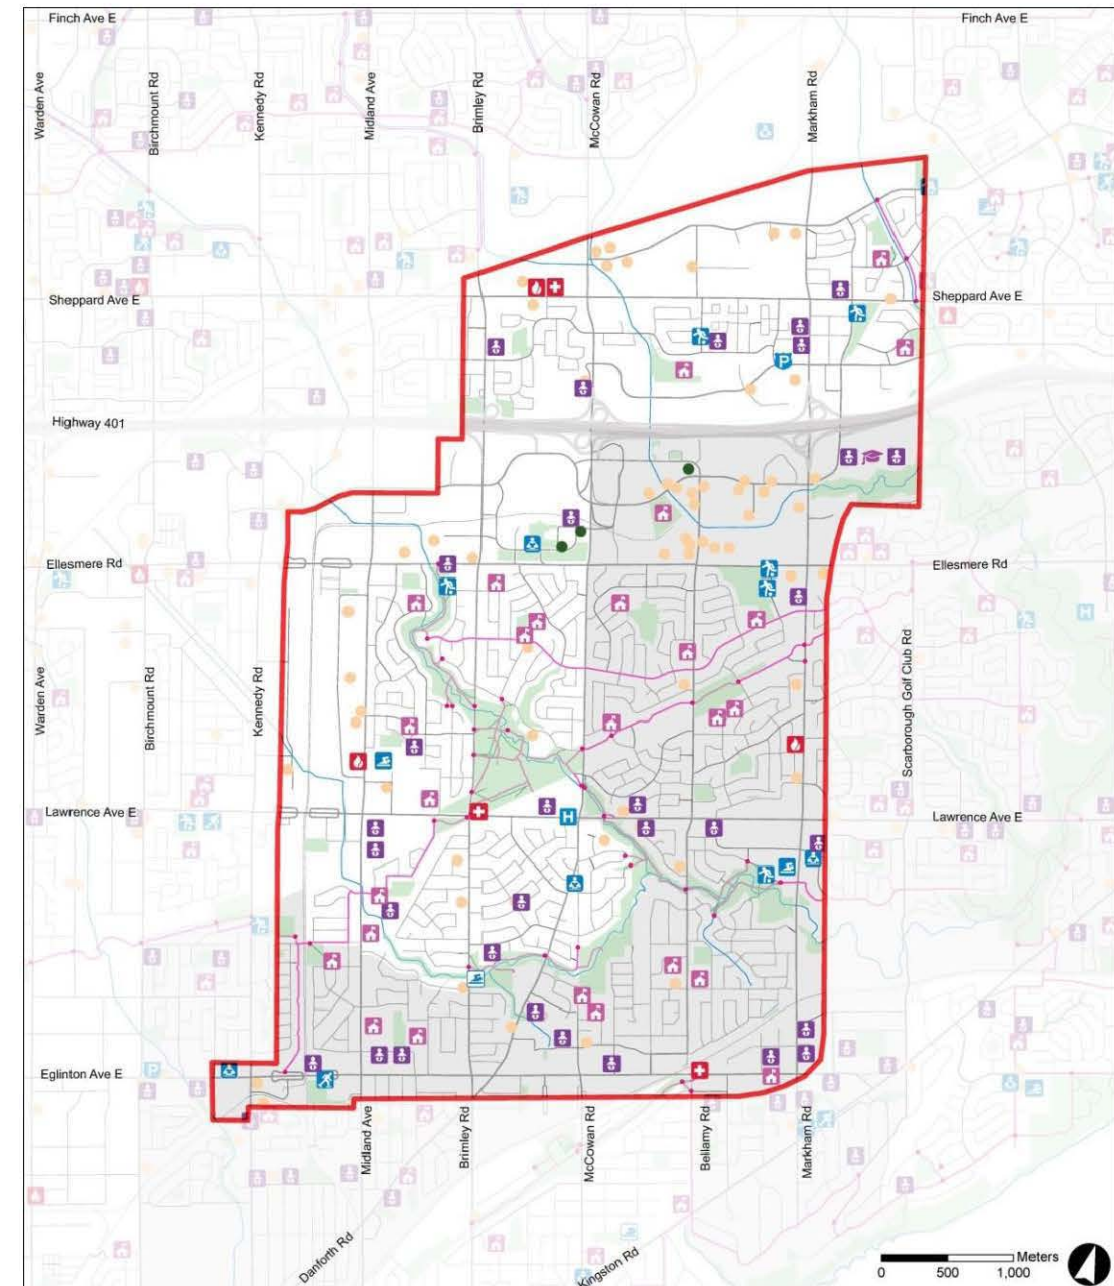 Finch Ave E
Finch Ave E
Warden Ave
Birchmount Rd
Kennedy Rd
Midland Ave
Brimley Rd
McCowan Rd
Markham Rd
Sheppard Ave E
Sheppard Ave E
P
Highway 401
Ellesmere Rd
Ellesmere Rd
H
Warden Ave
Birchmount Rd
Kennedy Rd
Scarborough Golf Club Rd
Lawrence Ave E
H
Lawrence Ave E
P
Eglinton Ave E
Midland Ave
Brimley Rd
McCowan Rd
Bellamy Rd
Markham Rd
Danforth Rd
Kingston Rd
Meters
0 500 1,000